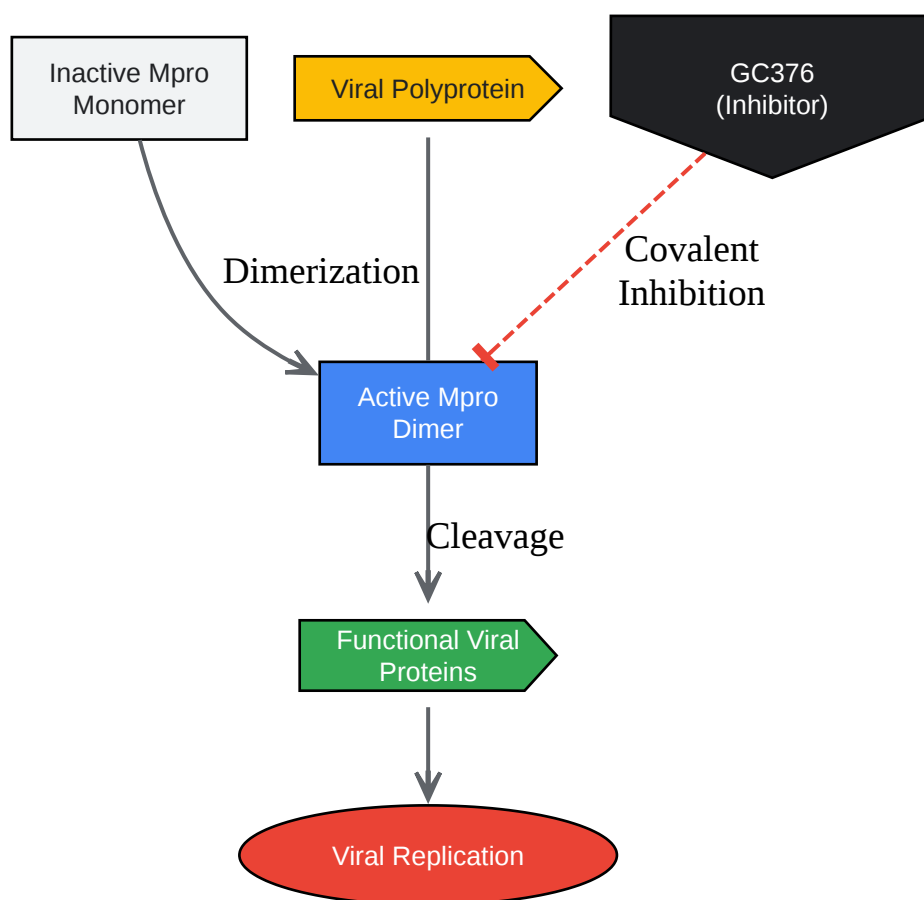 Inactive Mpro
Monomer
Viral Polyprotein
GC376
(Inhibitor)
Covalent
Inhibition
Dimerization
Active Mpro
Dimer
Cleavage
Functional Viral
Proteins
Viral Replication